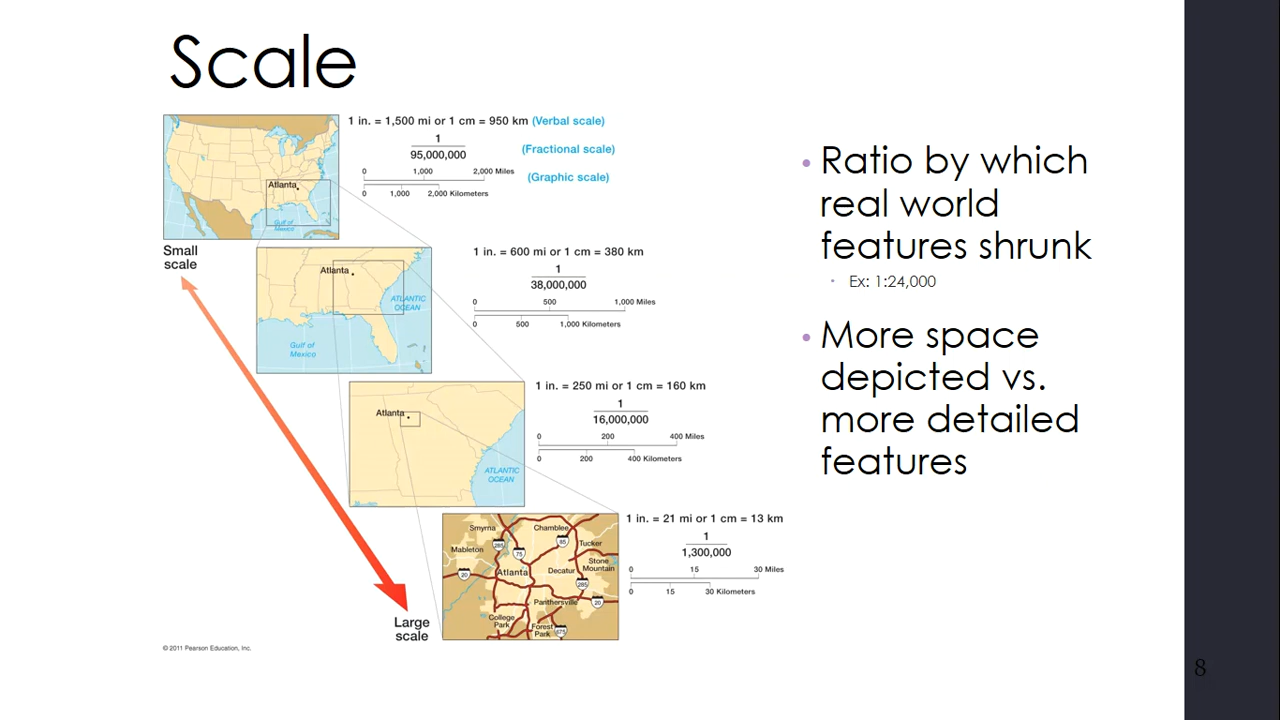 Scale
1 in. = 1,500 mi or 1 cm = 950 km (Verbal scale)
1
95,000,000
(Fractional scale)
0 1,000 2,000 Miles
0 1,000 2,000 Kilometers
(Graphic scale)
Atlanta
Gulf of
Mexico
Small
scale
1 in. = 600 mi or 1 cm = 380 km
1
38,000,000
0 500 1,000 Miles
0 500 1,000 Kilometers
Atlanta
ATLANTIC
OCEAN
Gulf of
Mexico
1 in. = 250 mi or 1 cm = 160 km
1
16,000,000
0 200 400 Miles
0 200 400 Kilometers
Atlanta
ATLANTIC
OCEAN
1 in. = 21 mi or 1 cm = 13 km
1
1,300,000
0 15 30 Miles
0 15 30 Kilometers
Smyrna
Chamblee
285
75
85
Tucker
Mableton
Stone
Mountain
20
Atlanta
Decatur
285
Panthersville
20
College
Park
Forest
Park
675
Large
scale
© 2011 Pearson Education, Inc.
• Ratio by which
real world
features shrunk
• Ex: 1:24,000
• More space
depicted vs.
more detailed
features
8